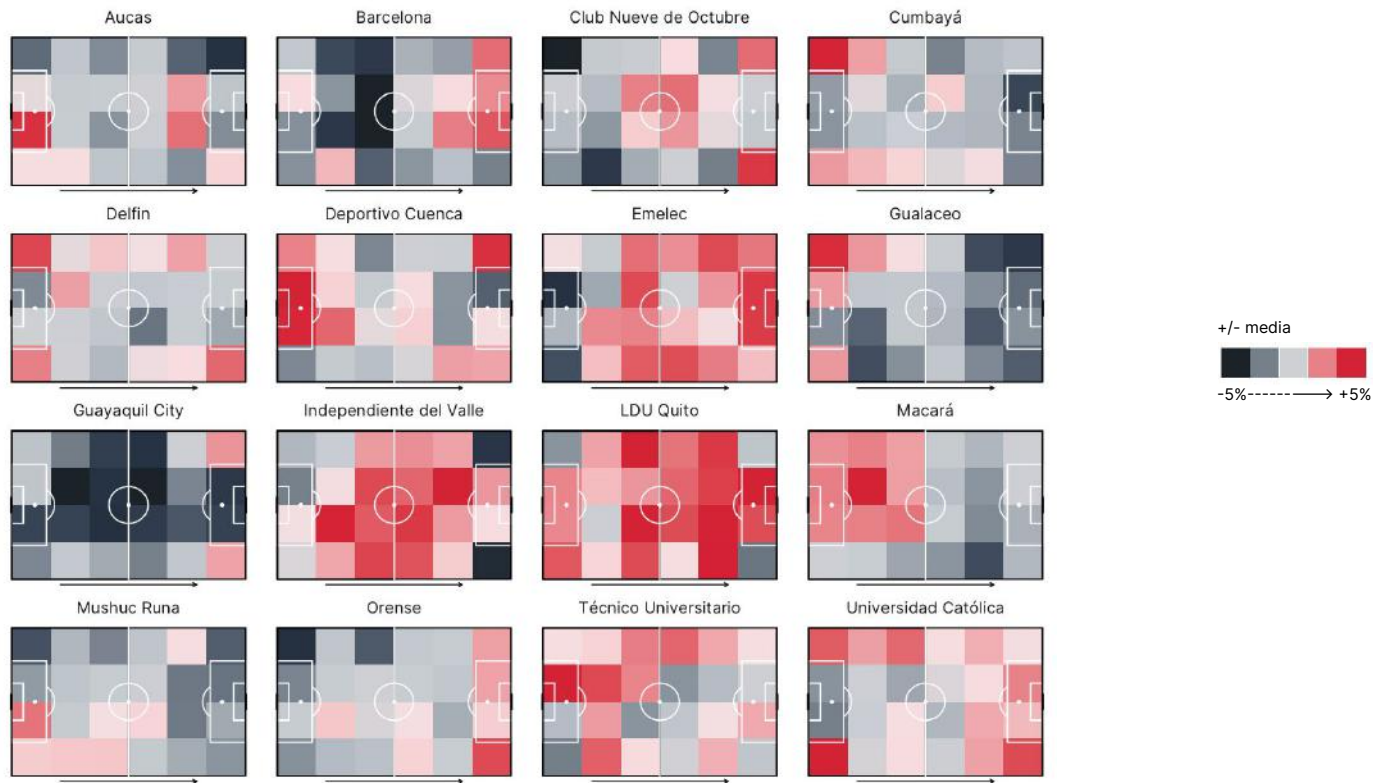 Aucas
Barcelona
Club Nueve de Octubre
Cumbayá
Delfin
Deportivo Cuenca
Emelec
Gualaceo
+/- media
-5%------→ +5%
Guayaquil City
Independiente del Valle
LDU Quito
Macará
Mushuc Runa
Orense
Técnico Universitario
Universidad Católica